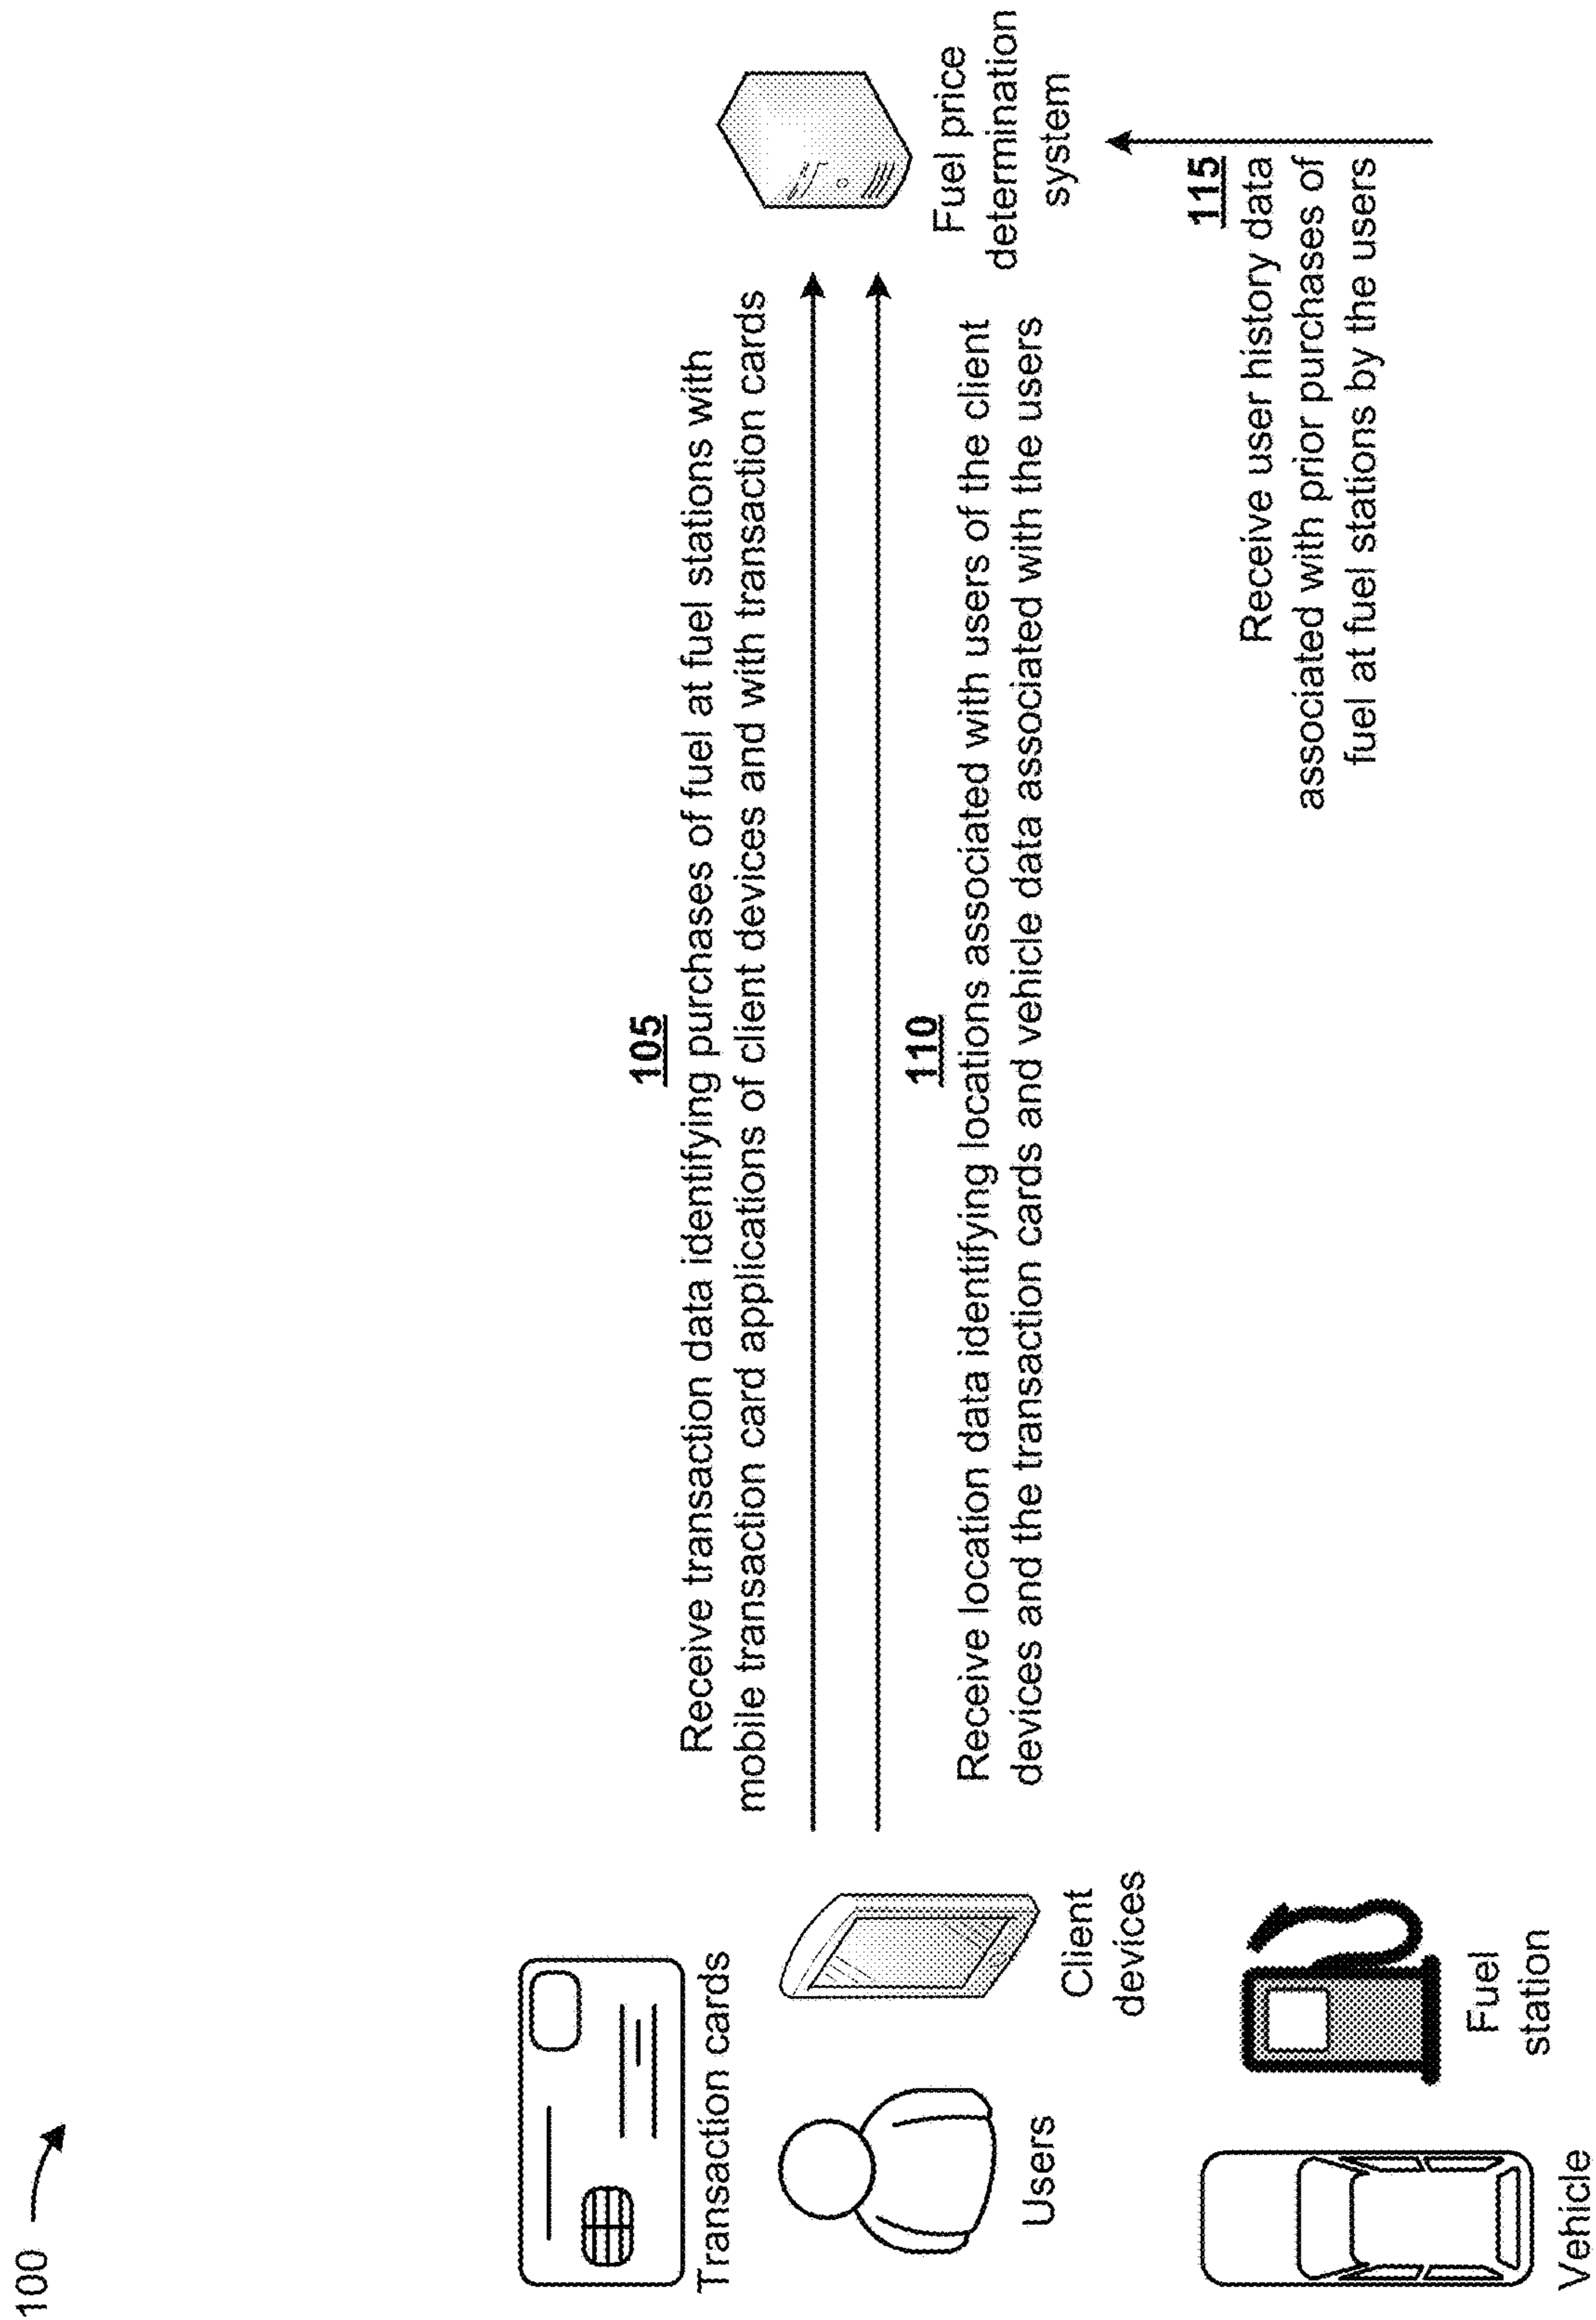 100
105
Receive transaction data identifying purchases of fuel at fuel stations with
mobile transaction card applications of client devices and with transaction cards
110
Receive location data identifying locations associated with users of the client
devices and the transaction cards and vehicle data associated with the users
Transaction cards
Users
Client
devices
Vehicle
Fuel
station
Fuel price
determination
system
115
Receive user history data
associated with prior purchases of
fuel at fuel stations by the users